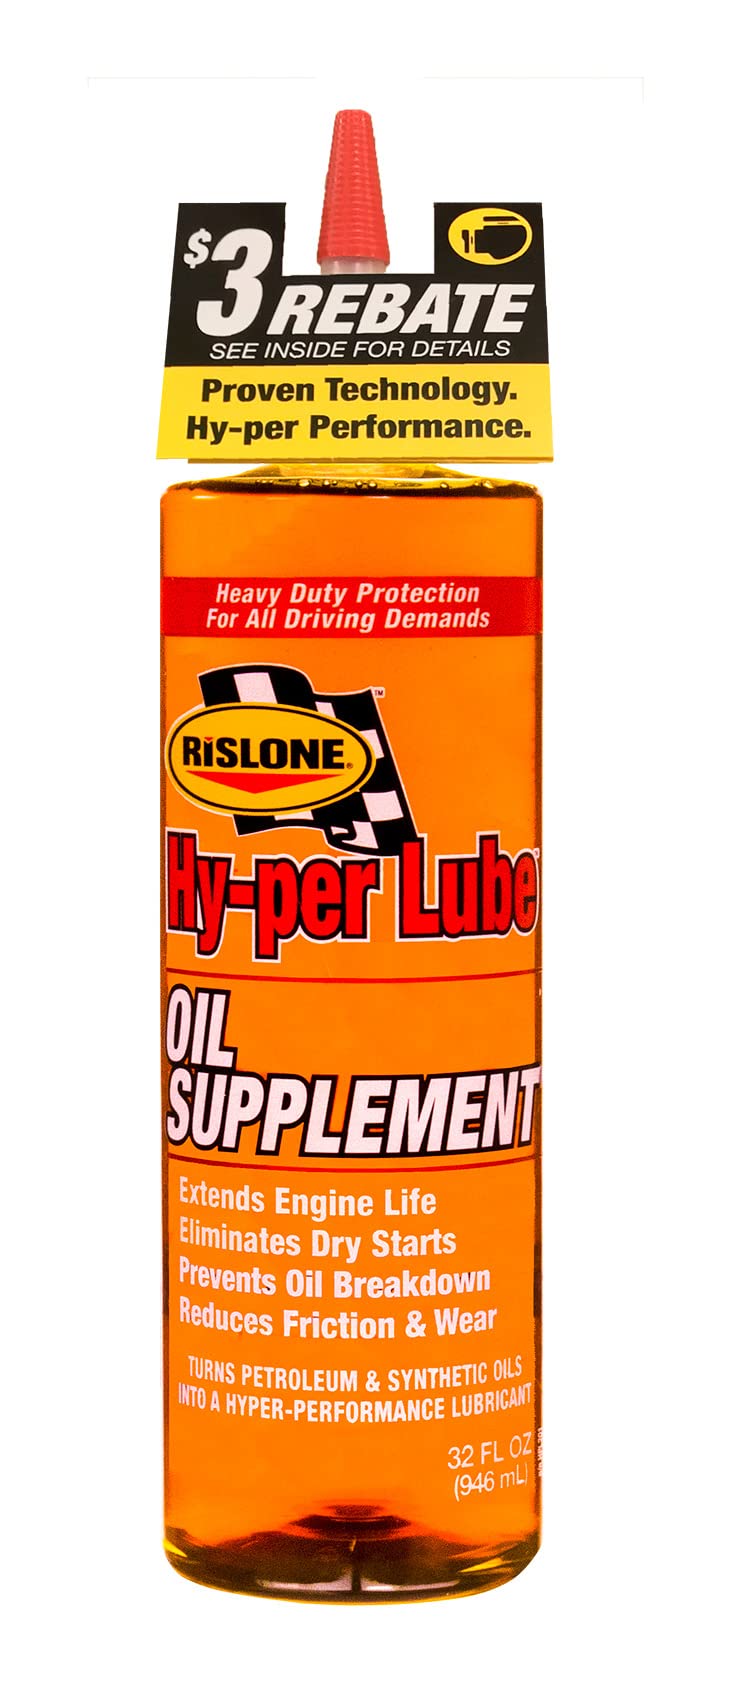 $3 REBATE
SEE INSIDE FOR DETAILS
Proven Technology.
Hy-per Performance.
Heavy Duty Protection
For All Driving Demands
RiSLONE®
TM
Hy-per Lube™
OIL
SUPPLEMENT
Extends Engine Life
Eliminates Dry Starts
Prevents Oil Breakdown
Reduces Friction & Wear
TURNS PETROLEUM & SYNTHETIC OILS
INTO A HYPER-PERFORMANCE LUBRICANT
32 FL OZ
(946 mL)